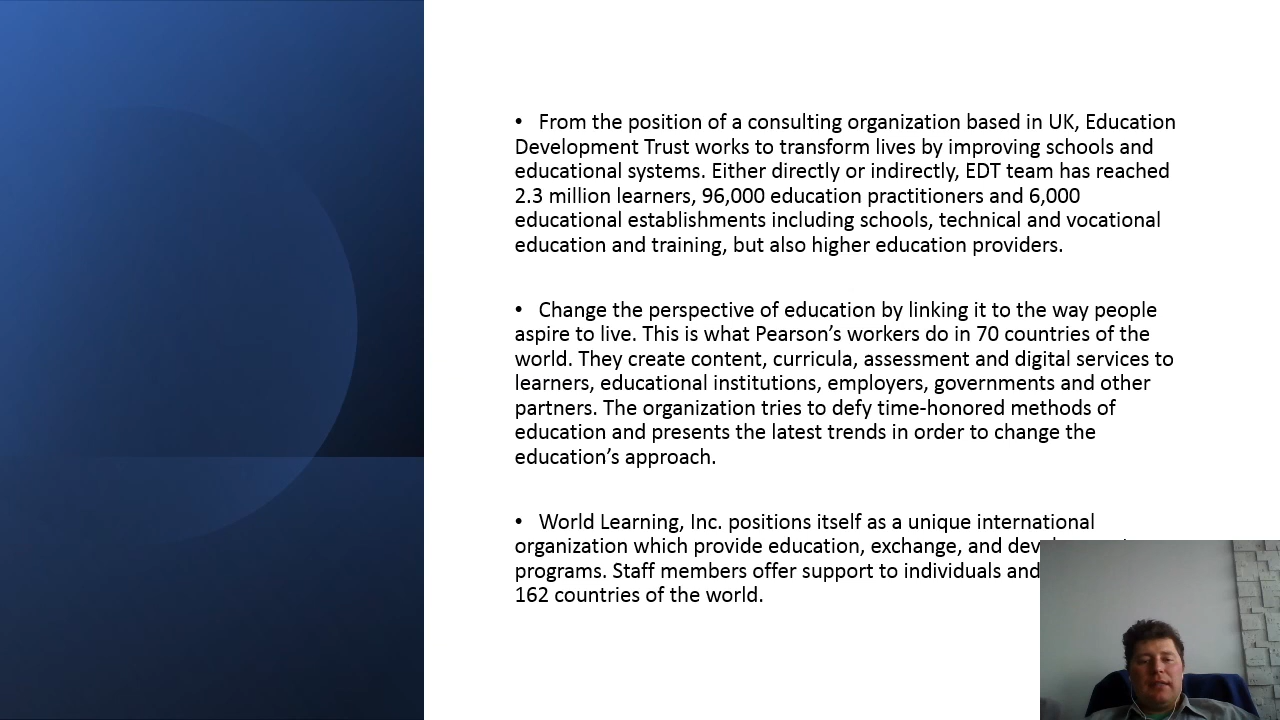 • From the position of a consulting organization based in UK, Education
Development Trust works to transform lives by improving schools and
educational systems. Either directly or indirectly, EDT team has reached
2.3 million learners, 96,000 education practitioners and 6,000
educational establishments including schools, technical and vocational
education and training, but also higher education providers.
• Change the perspective of education by linking it to the way people
aspire to live. This is what Pearson’s workers do in 70 countries of the
world. They create content, curricula, assessment and digital services to
learners, educational institutions, employers, governments and other
partners. The organization tries to defy time-honored methods of
education and presents the latest trends in order to change the
education’s approach.
• World Learning, Inc. positions itself as a unique international
organization which provide education, exchange, and
programs. Staff members offer support to individuals and
162 countries of the world.